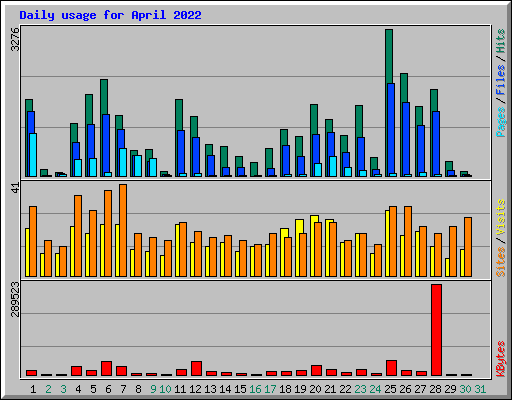 Daily usage for April 2022
3276
Pages / Files / Hits
41
Sites / Visits
289523
KBytes
1 2 3 4 5 6 7 8 9 10 11 12 13 14 15 16 17 18 19 20 21 22 23 24 25 26 27 28 29 30 31